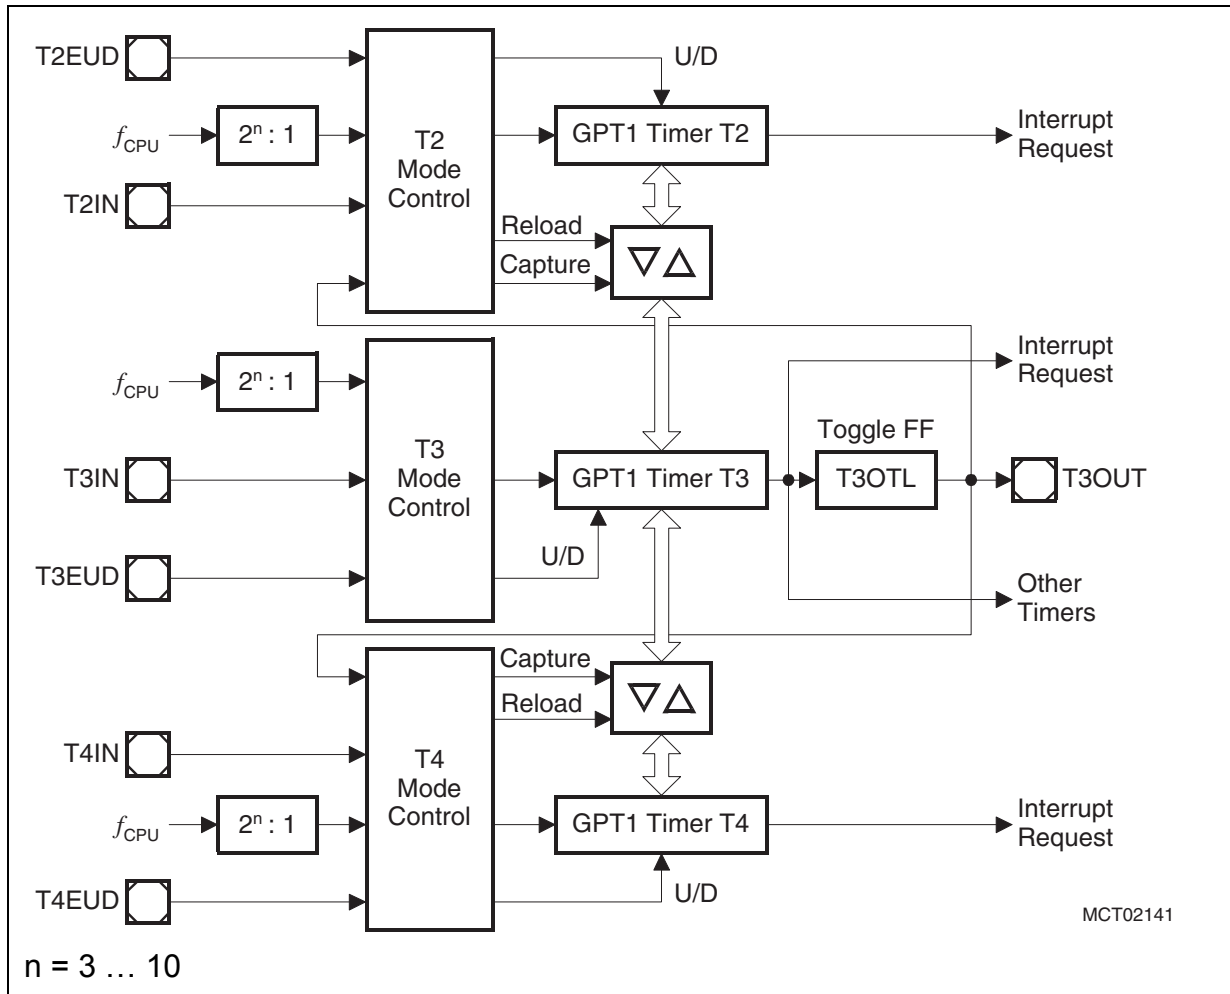 T2EUD
U/D
fCPU
2ⁿ : 1
T2
Mode
Control
GPT1 Timer T2
Interrupt
Request
T2IN
Reload
Capture
fCPU
2ⁿ : 1
Interrupt
Request
T3
Mode
Control
Toggle FF
T3IN
GPT1 Timer T3
T3OTL
T3OUT
T3EUD
U/D
Other
Timers
Capture
Reload
T4IN
T4
Mode
Control
fCPU
2ⁿ : 1
GPT1 Timer T4
Interrupt
Request
T4EUD
U/D
MCT02141
n = 3 … 10